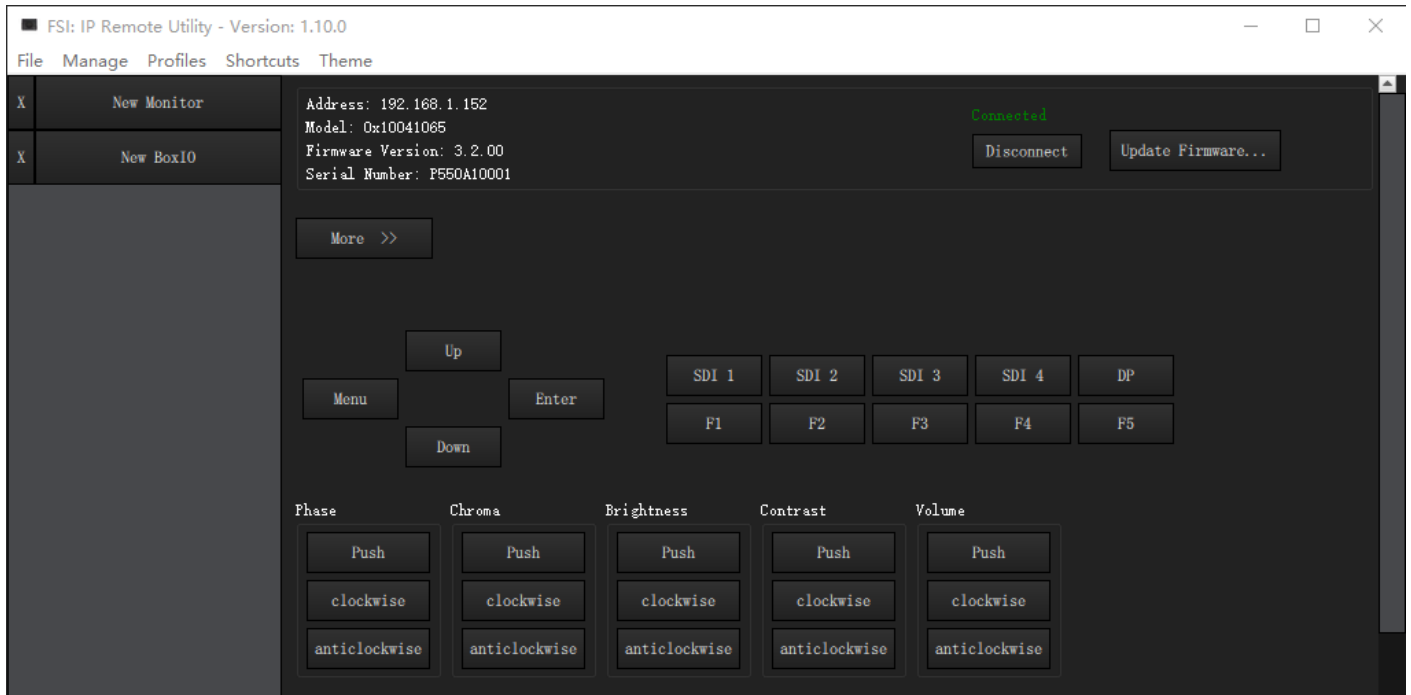 FSI: IP Remote Utility - Version: 1.10.0
File Manage Profiles Shortcuts Theme
X New Monitor
X New BoxIO
Address: 192.168.1.152
Model: 0x10041065
Firmware Version: 3.2.00
Serial Number: P550A10001
Connected
Disconnect Update Firmware...
More >>
Up
Menu Enter
Down
SDI 1 SDI 2 SDI 3 SDI 4 DP
F1 F2 F3 F4 F5
Phase Chroma Brightness Contrast Volume
Push Push Push Push Push
clockwise clockwise clockwise clockwise clockwise
anticlockwise anticlockwise anticlockwise anticlockwise anticlockwise